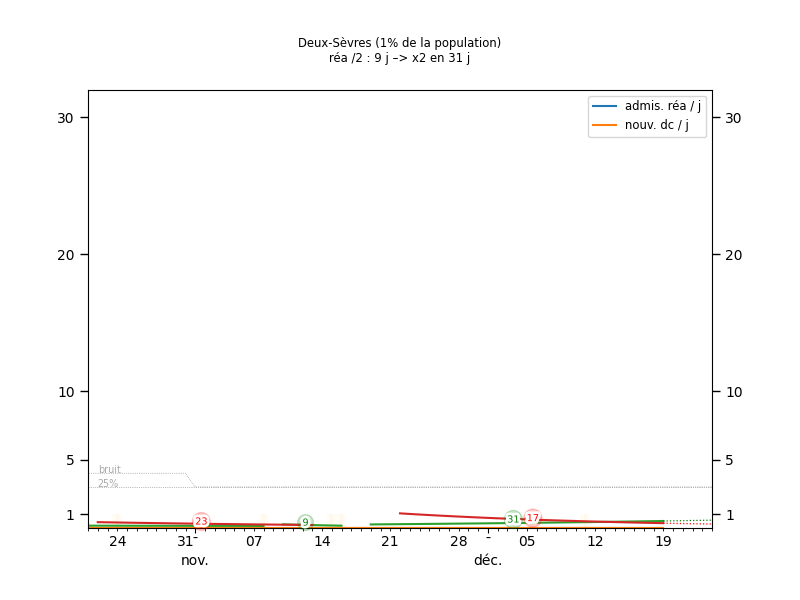 Deux-Sèvres (1% de la population)
réa /2 : 9 j –> x2 en 31 j
admis. réa / j
nouv. dc / j
30 30
20 20
10 10
5 5
1 1
bruit
25%
23 9 31 17
24 31 07 14 21 28 05 12 19
nov. déc.